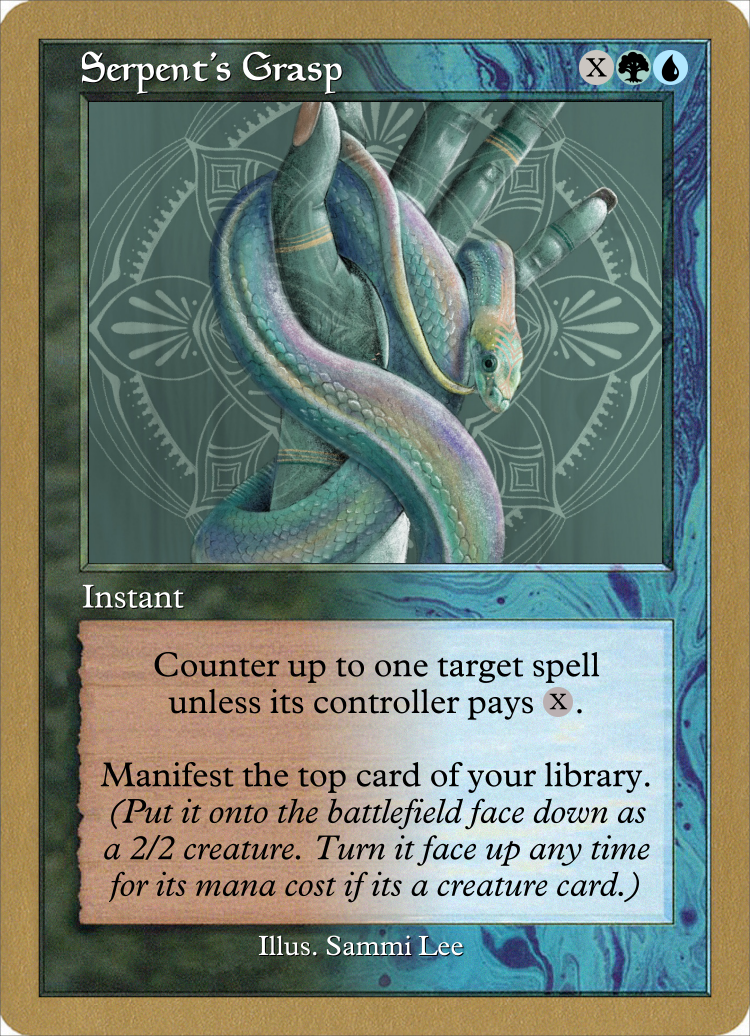 Serpent's Grasp X
Instant
Counter up to one target spell
unless its controller pays X.
Manifest the top card of your library.
(Put it onto the battlefield face down as
a 2/2 creature. Turn it face up any time
for its mana cost if its a creature card.)
Illus. Sammi Lee